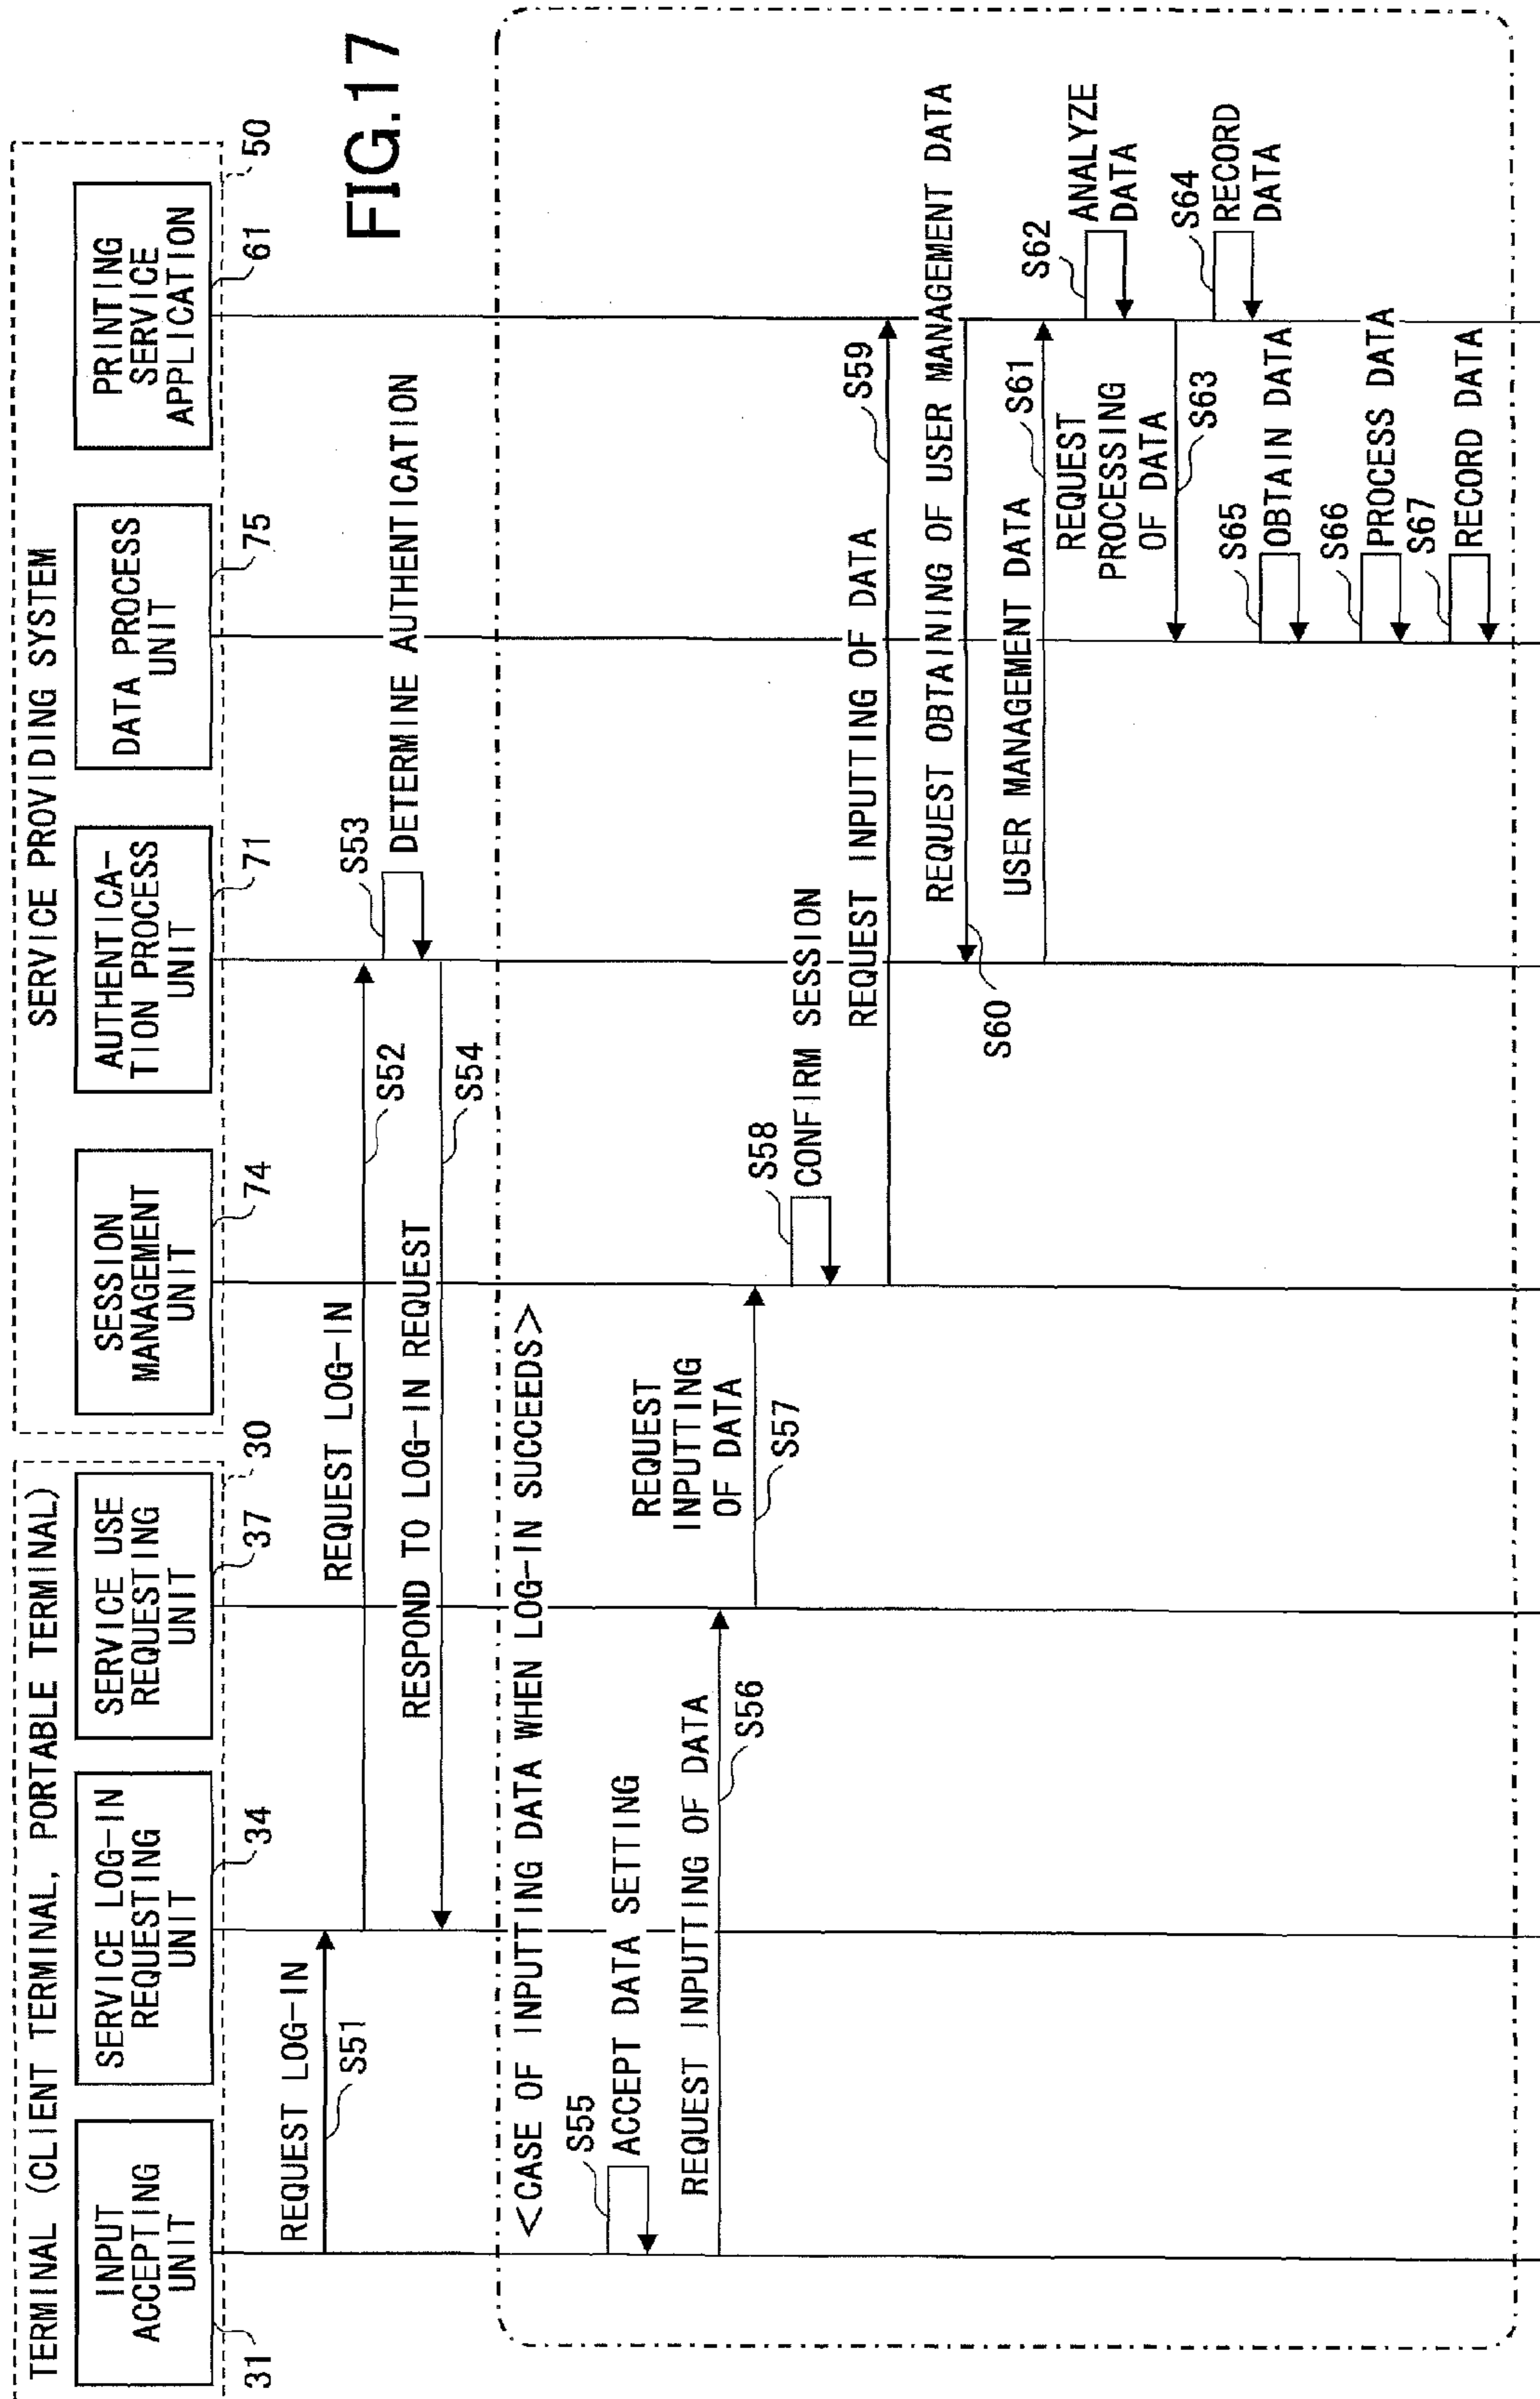 FIG.17
TERMINAL (CLIENT TERMINAL, PORTABLE TERMINAL)
SERVICE PROVIDING SYSTEM
INPUT
ACCEPTING
UNIT
31
SERVICE LOG-IN
REQUESTING
UNIT
34
SERVICE USE
REQUESTING
UNIT
37
30
SESSION
MANAGEMENT
UNIT
74
AUTHENTICA-
TION PROCESS
UNIT
71
DATA PROCESS
UNIT
75
PRINTING
SERVICE
APPLICATION
61
50
REQUEST LOG-IN
S51
REQUEST LOG-IN
S52
S53
DETERMINE AUTHENTICATION
RESPOND TO LOG-IN REQUEST
S54
<CASE OF INPUTTING DATA WHEN LOG-IN SUCCEEDS>
S55
ACCEPT DATA SETTING
REQUEST INPUTTING OF DATA
S56
REQUEST
INPUTTING
OF DATA
S57
S58
CONFIRM SESSION
REQUEST INPUTTING OF DATA
S59
REQUEST OBTAINING OF USER MANAGEMENT DATA
S60
USER MANAGEMENT DATA
S61
S62
ANALYZE
DATA
REQUEST
PROCESSING
OF DATA
S63
S64
RECORD
DATA
S65
OBTAIN DATA
S66
PROCESS DATA
S67
RECORD DATA